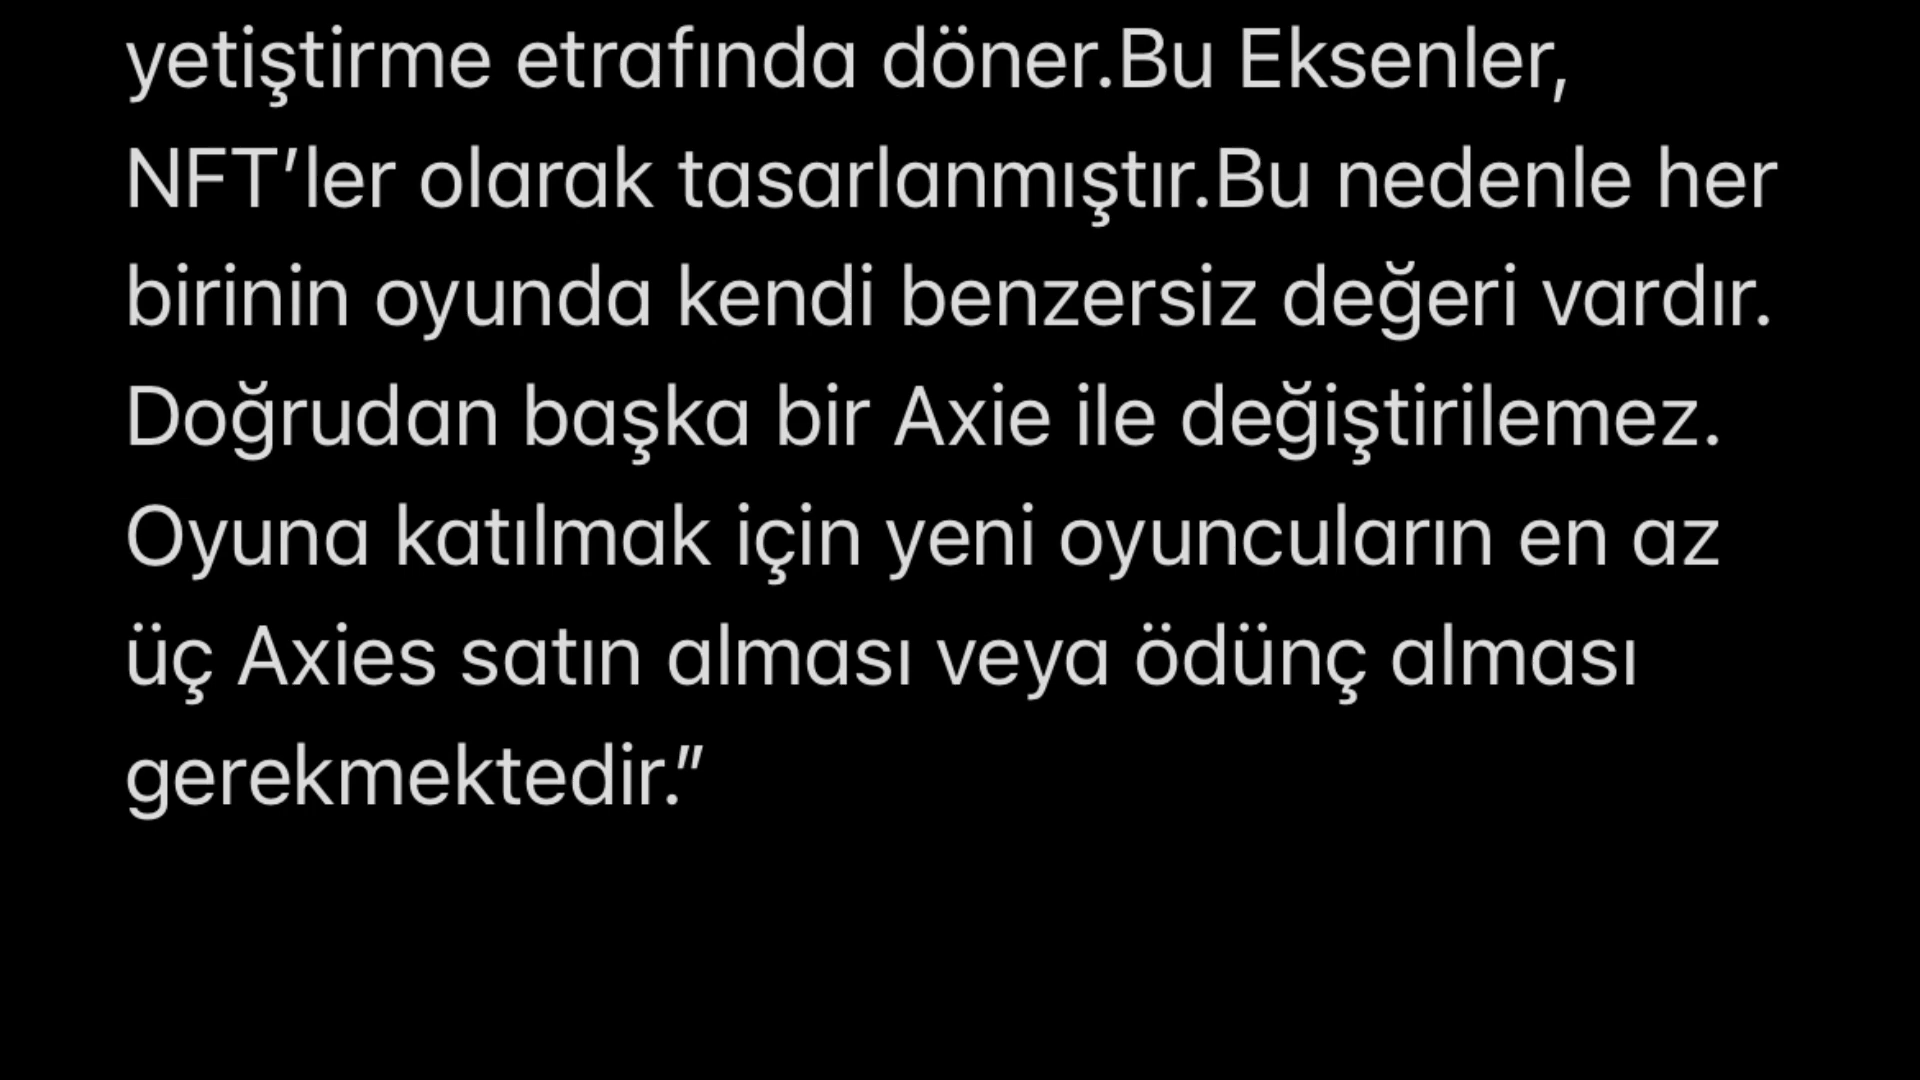 yetiştirme etrafında döner.Bu Eksenler,
NFT’ler olarak tasarlanmıştır.Bu nedenle her
birinin oyunda kendi benzersiz değeri vardır.
Doğrudan başka bir Axie ile değiştirilemez.
Oyuna katılmak için yeni oyuncuların en az
üç Axies satın alması veya ödünç alması
gerekmektedir.”